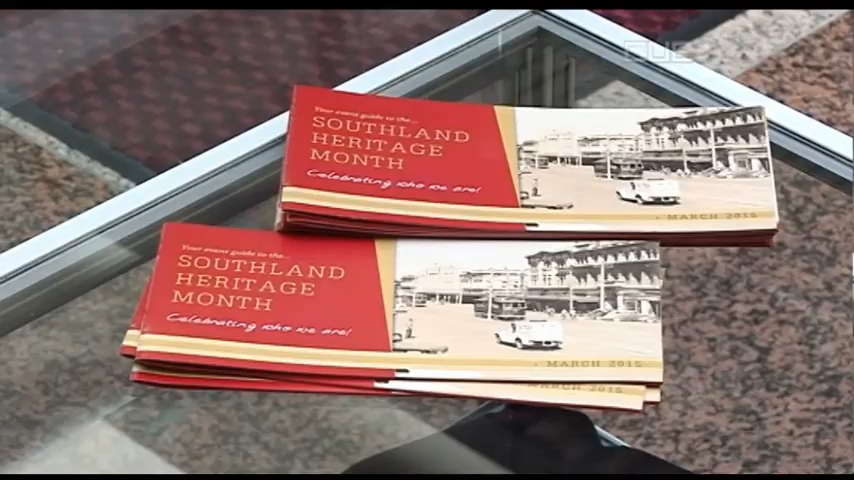 CUE
Your event guide to the...
SOUTHLAND
HERITAGE
MONTH
Celebrating who we are!
MARCH 2015
Your event guide to the...
SOUTHLAND
HERITAGE
MONTH
Celebrating who we are!
MARCH 2015
MARCH 2015